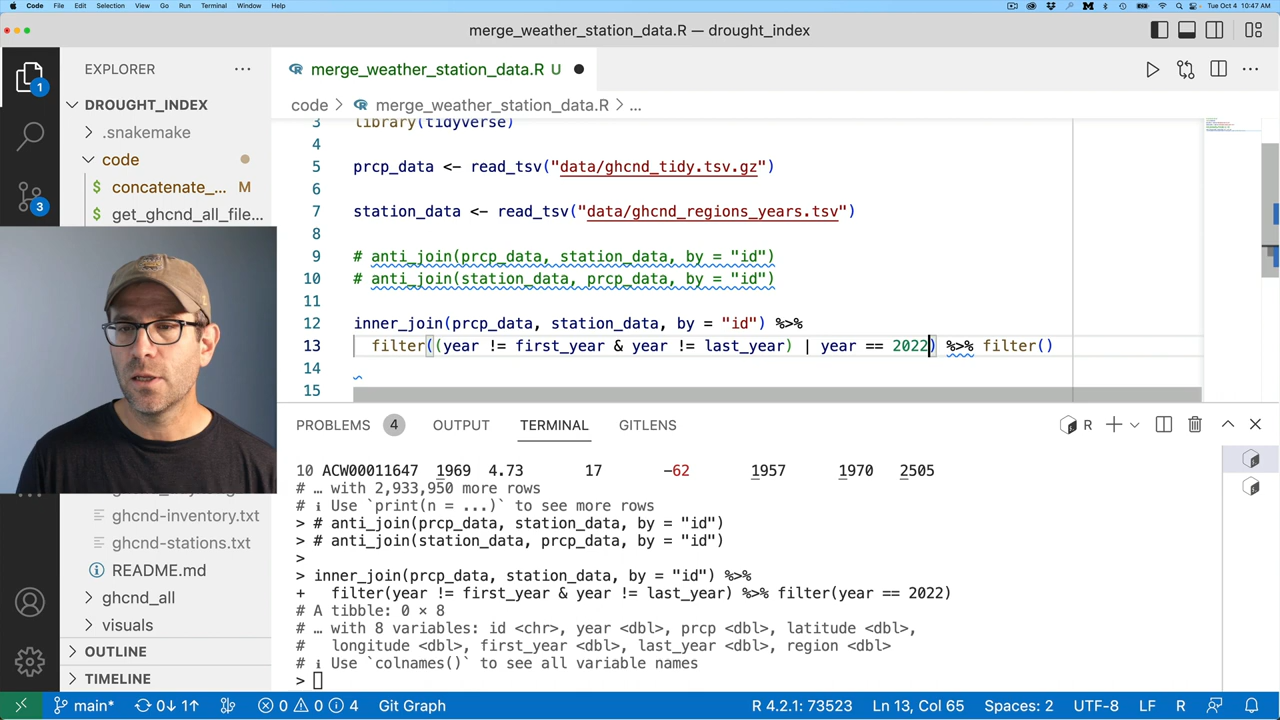 Code File Edit Selection View Go Run Terminal Window Help Tue Oct 4 10:47 AM
merge_weather_station_data.R — drought_index
EXPLORER
merge_weather_station_data.R U
1
DROUGHT_INDEX
code > merge_weather_station_data.R > ...
.snakemake
code
concatenate_... M
get_ghcnd_all_file...
3
3 library(tidyverse)
4
5 prcp_data <- read_tsv("data/ghcnd_tidy.tsv.gz")
6
7 station_data <- read_tsv("data/ghcnd_regions_years.tsv")
8
9 # anti_join(prcp_data, station_data, by = "id")
10 # anti_join(station_data, prcp_data, by = "id")
11
12 inner_join(prcp_data, station_data, by = "id") %>%
13 filter((year != first_year & year != last_year) | year == 2022) %>% filter()
14
15
PROBLEMS 4 OUTPUT TERMINAL GITLENS R
10 ACW00011647 1969 4.73 17 -62 1957 1970 2505
# … with 2,933,950 more rows
# ℹ Use `print(n = ...)` to see more rows
> # anti_join(prcp_data, station_data, by = "id")
> # anti_join(station_data, prcp_data, by = "id")
>
> inner_join(prcp_data, station_data, by = "id") %>%
+ filter(year != first_year & year != last_year) %>% filter(year == 2022)
# A tibble: 0 × 8
# … with 8 variables: id <chr>, year <dbl>, prcp <dbl>, latitude <dbl>,
# longitude <dbl>, first_year <dbl>, last_year <dbl>, region <dbl>
# ℹ Use `colnames()` to see all variable names
>
ghcnd-inventory.txt
ghcnd-stations.txt
README.md
ghcnd_all
visuals
OUTLINE
TIMELINE
main* 0↓ 1↑ 0 0 4 Git Graph R 4.2.1: 73523 Ln 13, Col 65 Spaces: 2 UTF-8 LF R